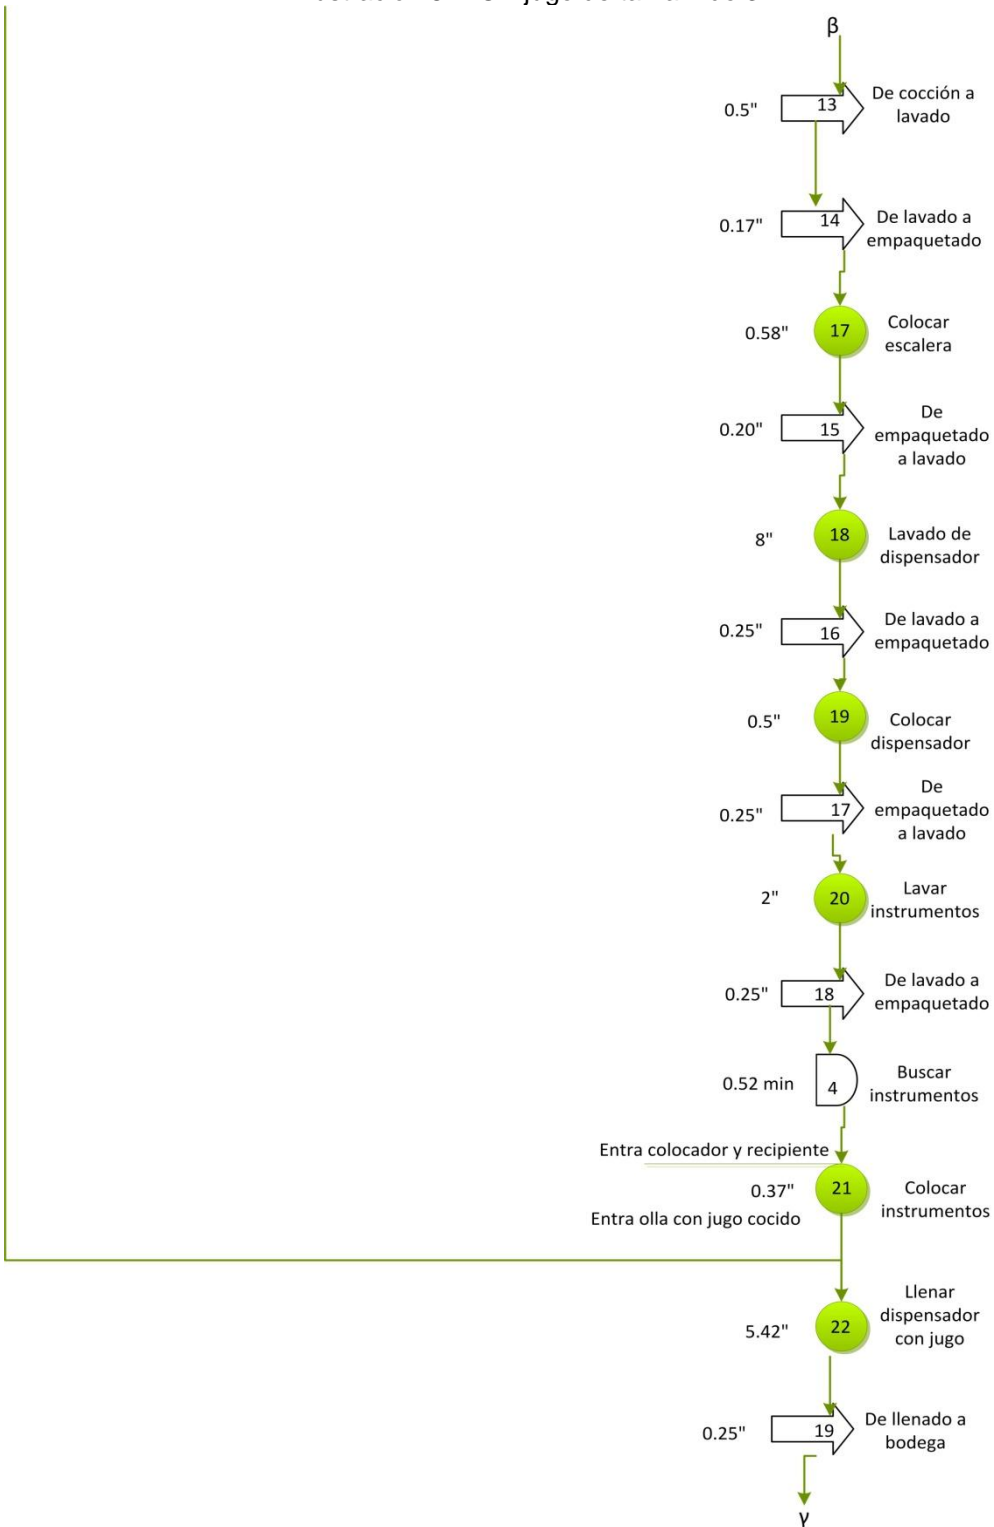 β
0.5" 13 De cocción a
lavado
0.17" 14 De lavado a
empaquetado
0.58" 17 Colocar
escalera
0.20" 15 De
empaquetado
a lavado
8" 18 Lavado de
dispensador
0.25" 16 De lavado a
empaquetado
0.5" 19 Colocar
dispensador
0.25" 17 De
empaquetado
a lavado
2" 20 Lavar
instrumentos
0.25" 18 De lavado a
empaquetado
0.52 min 4 Buscar
instrumentos
Entra colocador y recipiente
0.37" 21 Colocar
instrumentos
Entra olla con jugo cocido
5.42" 22 Llenar
dispensador
con jugo
0.25" 19 De llenado a
bodega
γ